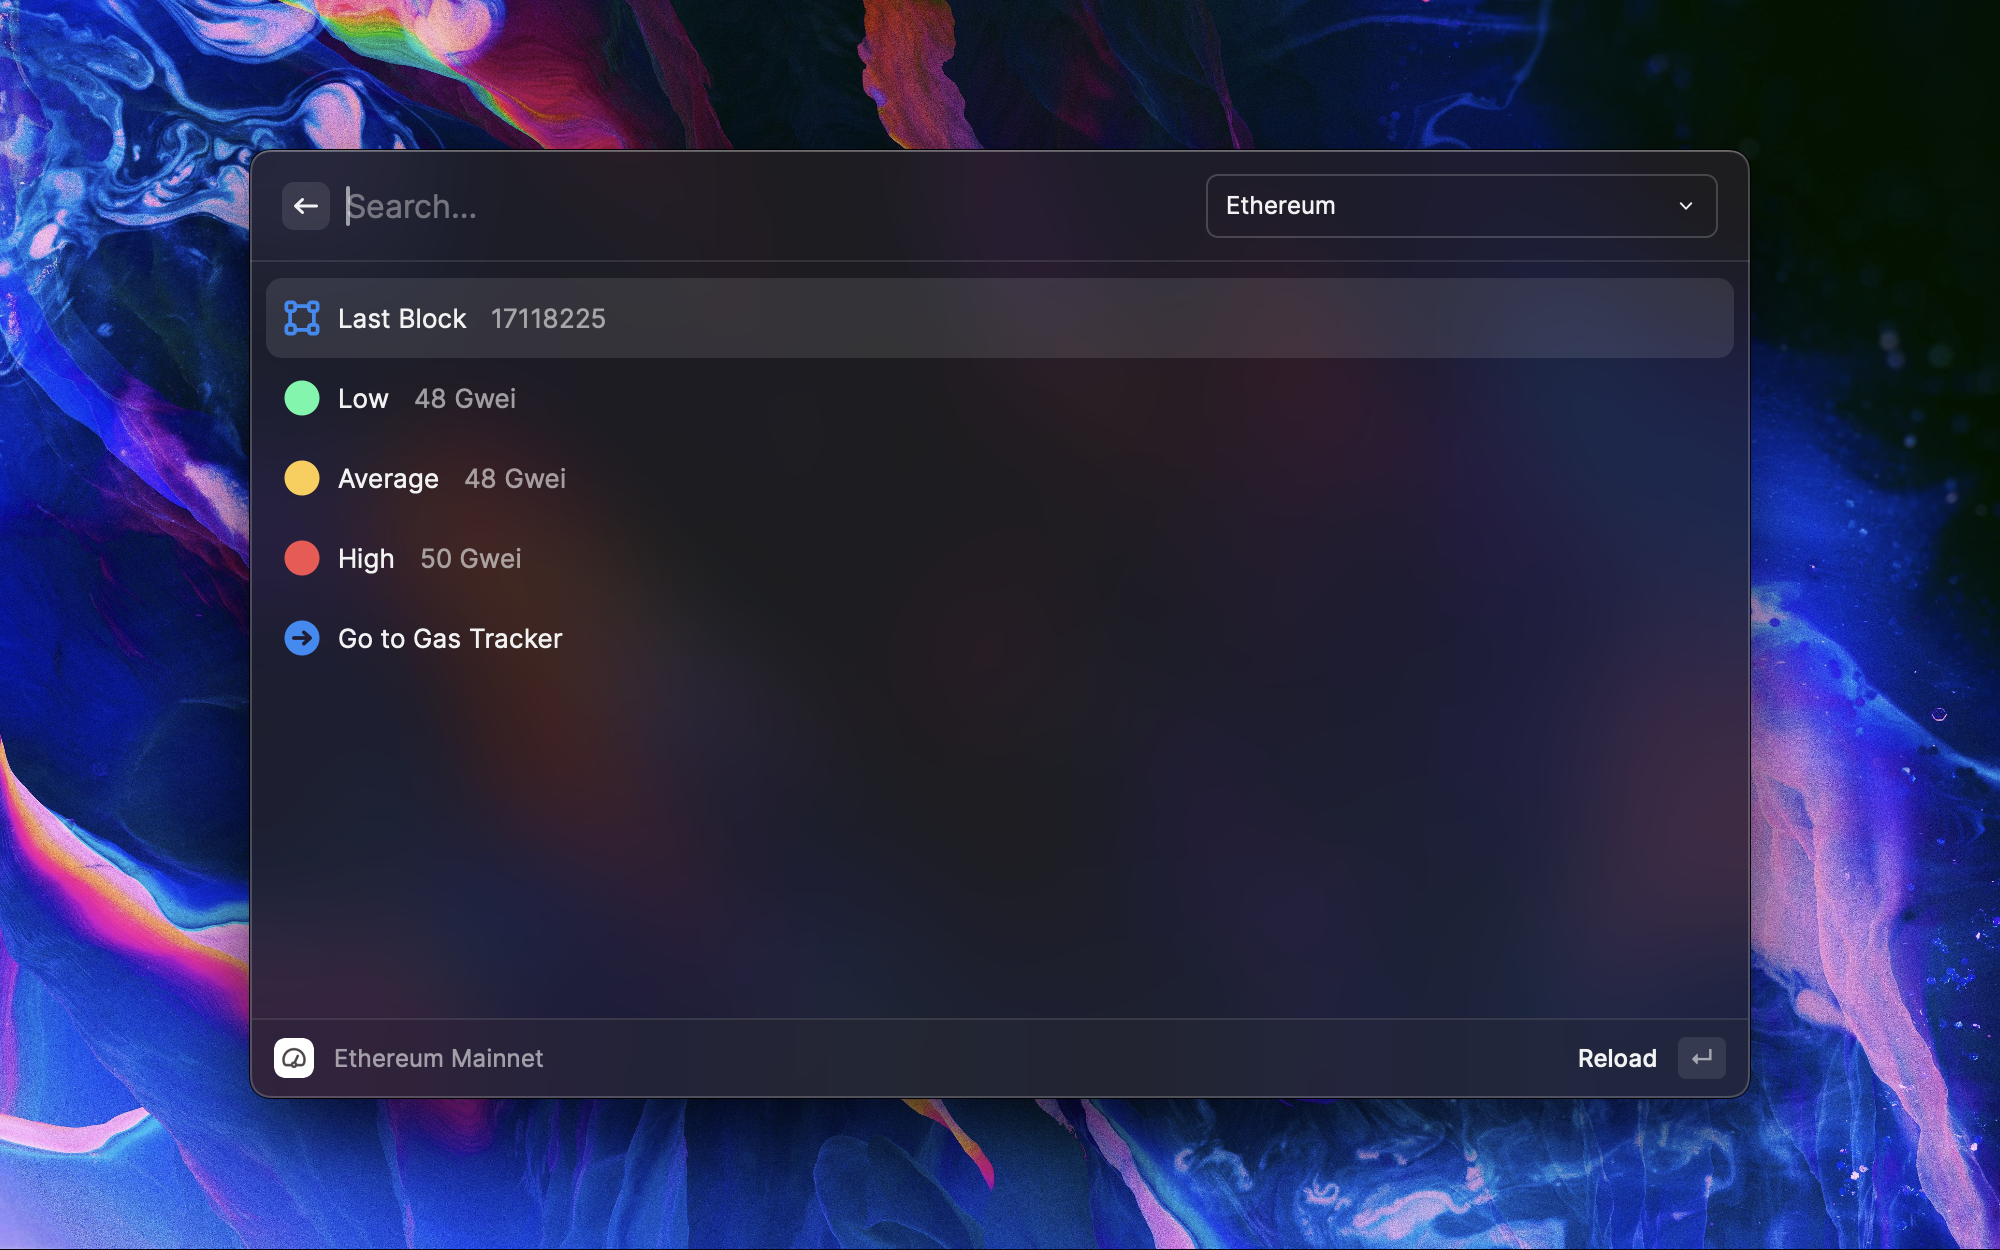 Search...
Ethereum
Last Block 17118225
Low 48 Gwei
Average 48 Gwei
High 50 Gwei
Go to Gas Tracker
Ethereum Mainnet
Reload